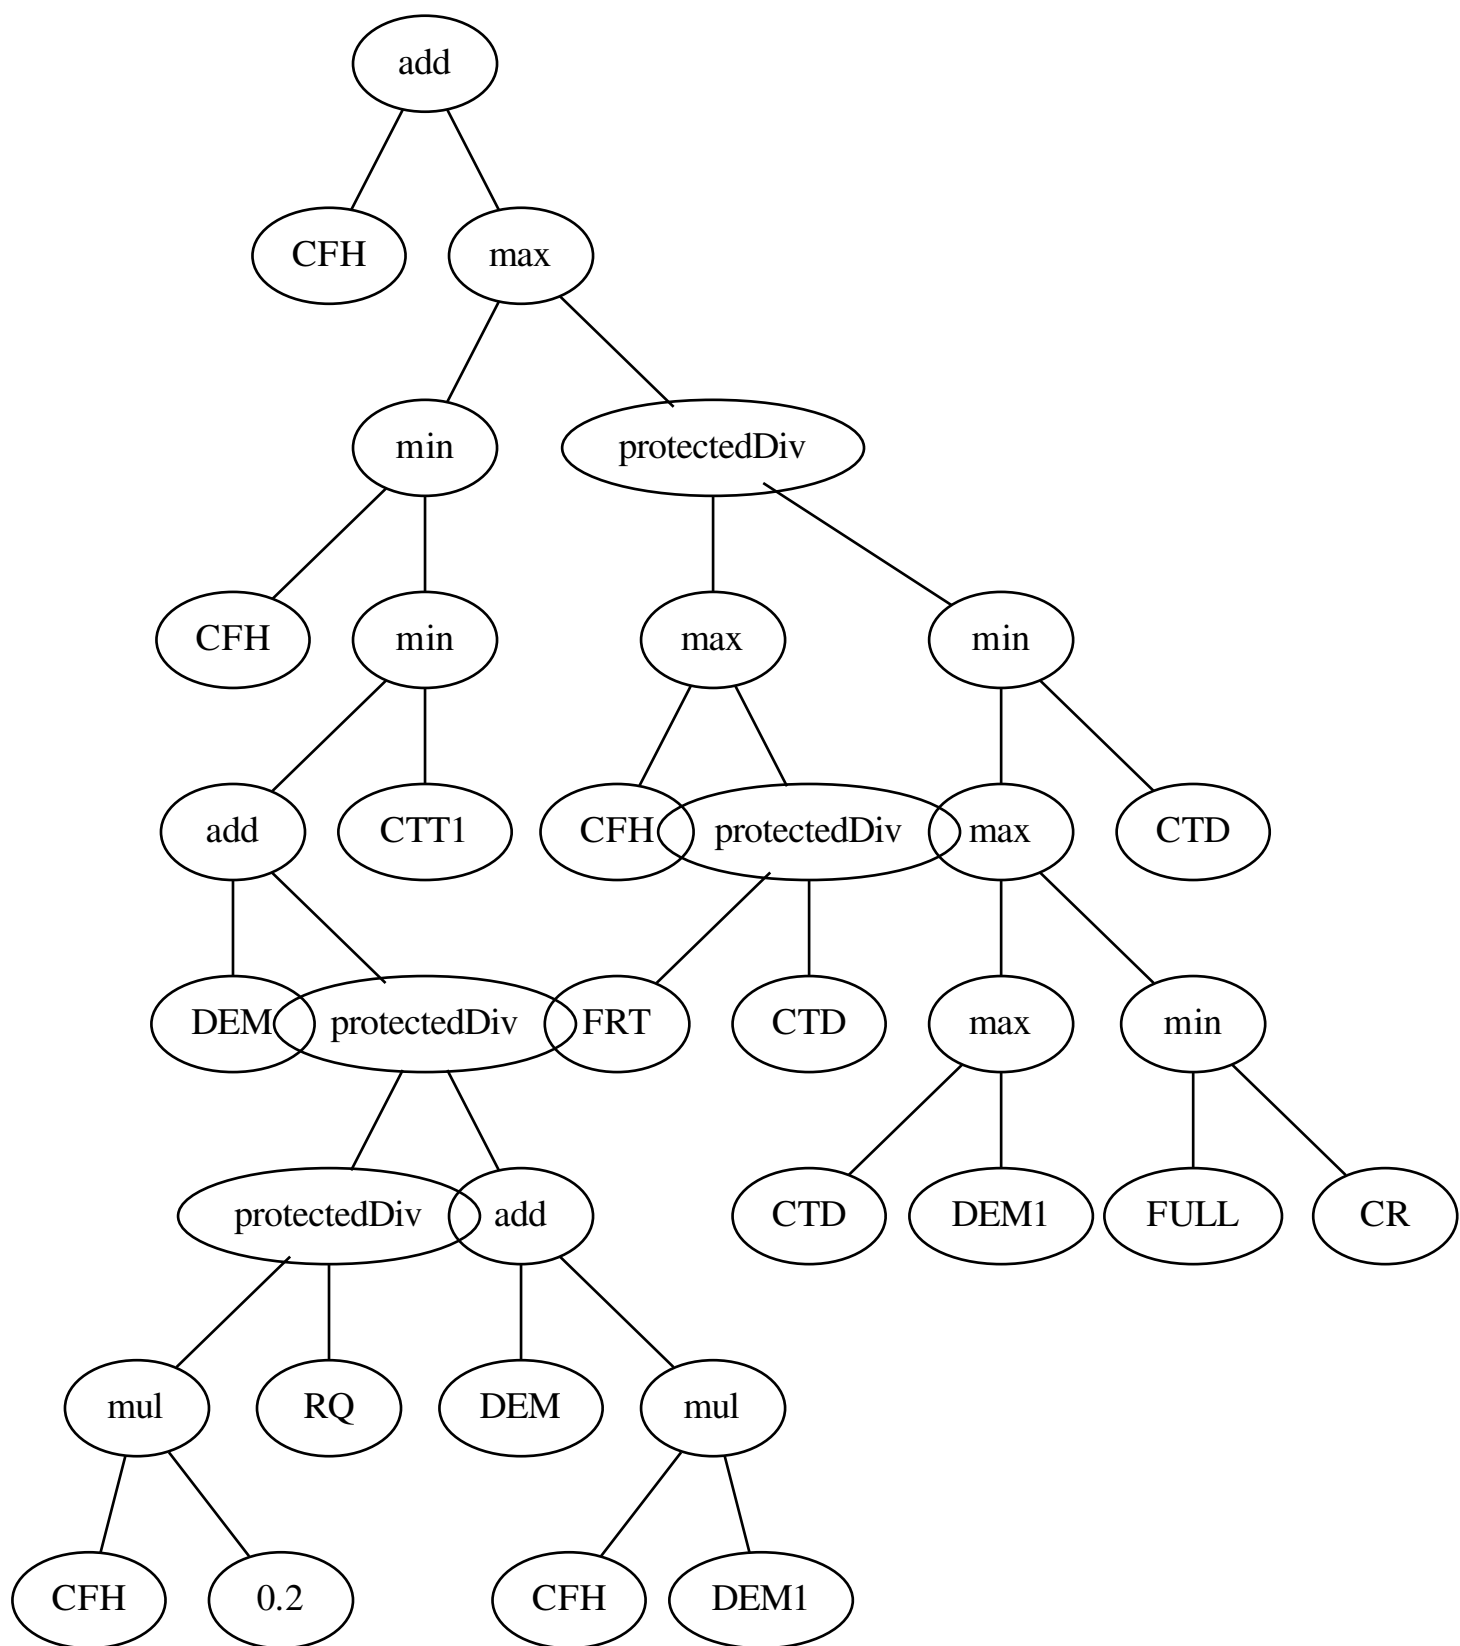 add
CFH max
min protectedDiv
CFH min max min
add CTT1 CFH protectedDiv max CTD
DEM protectedDiv FRT CTD max min
protectedDiv add CTD DEM1 FULL CR
mul RQ DEM mul
CFH 0.2 CFH DEM1